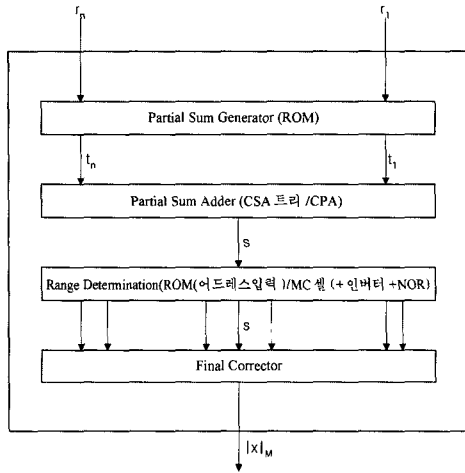 rn r1
Partial Sum Generator (ROM)
tn t1
Partial Sum Adder (CSA 트리 /CPA)
S
Range Determination(ROM(어드레스입력)/MC 셀 (+ 인버터 +NOR)
S
Final Corrector
|x|M